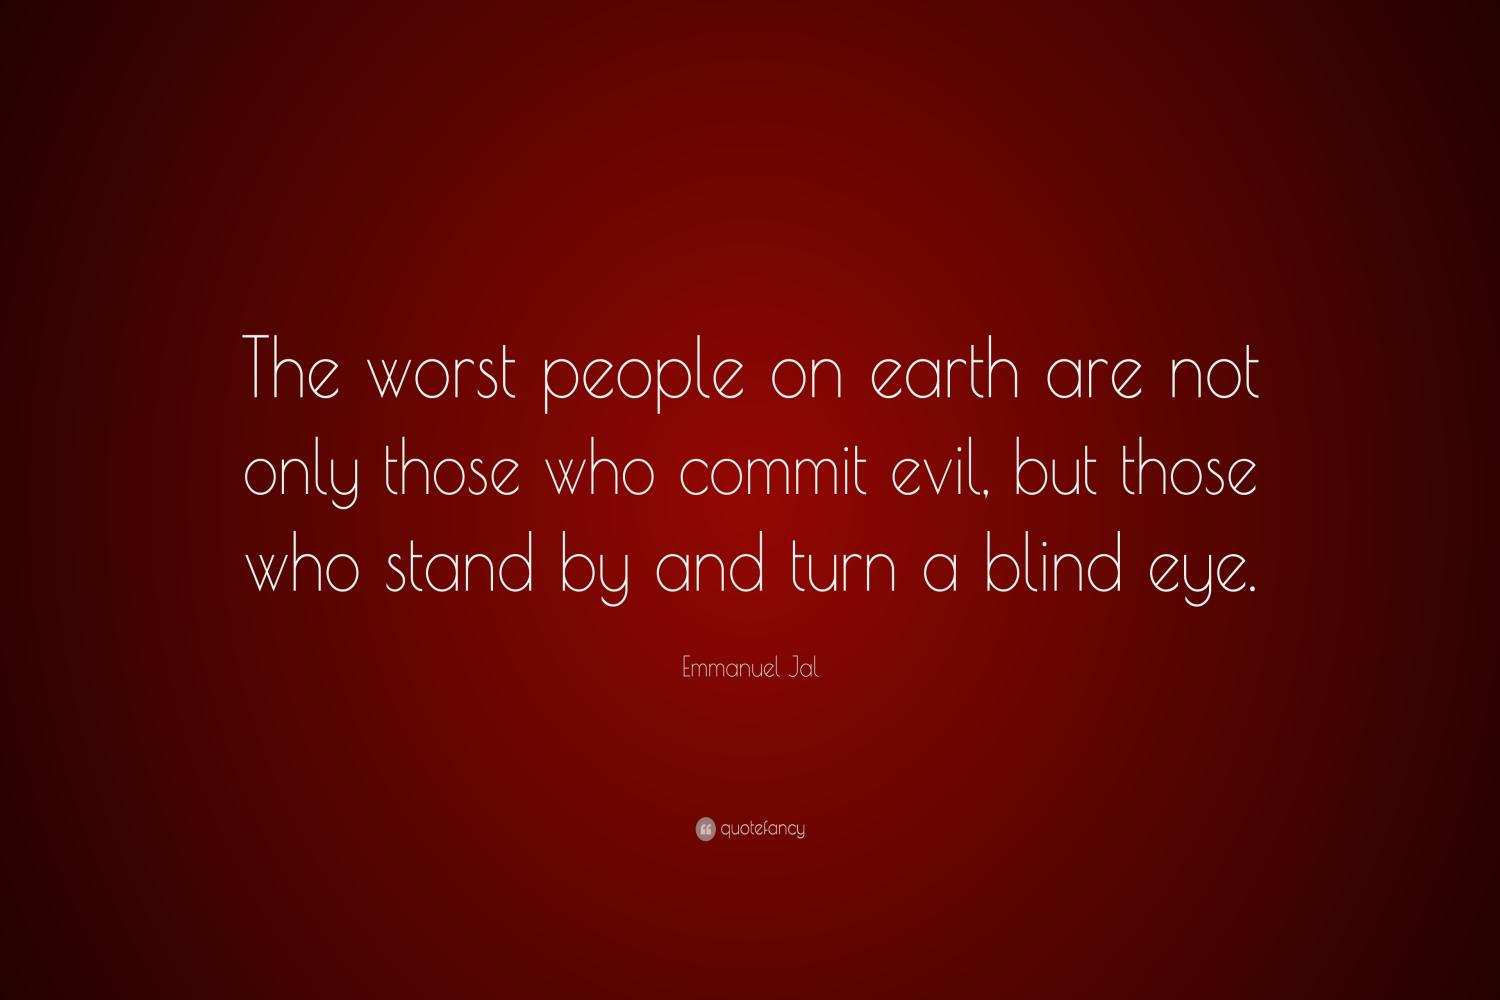 The worst people on earth are not
only those who commit evil, but those
who stand by and turn a blind eye.
Emmanuel Jal
quotefancy